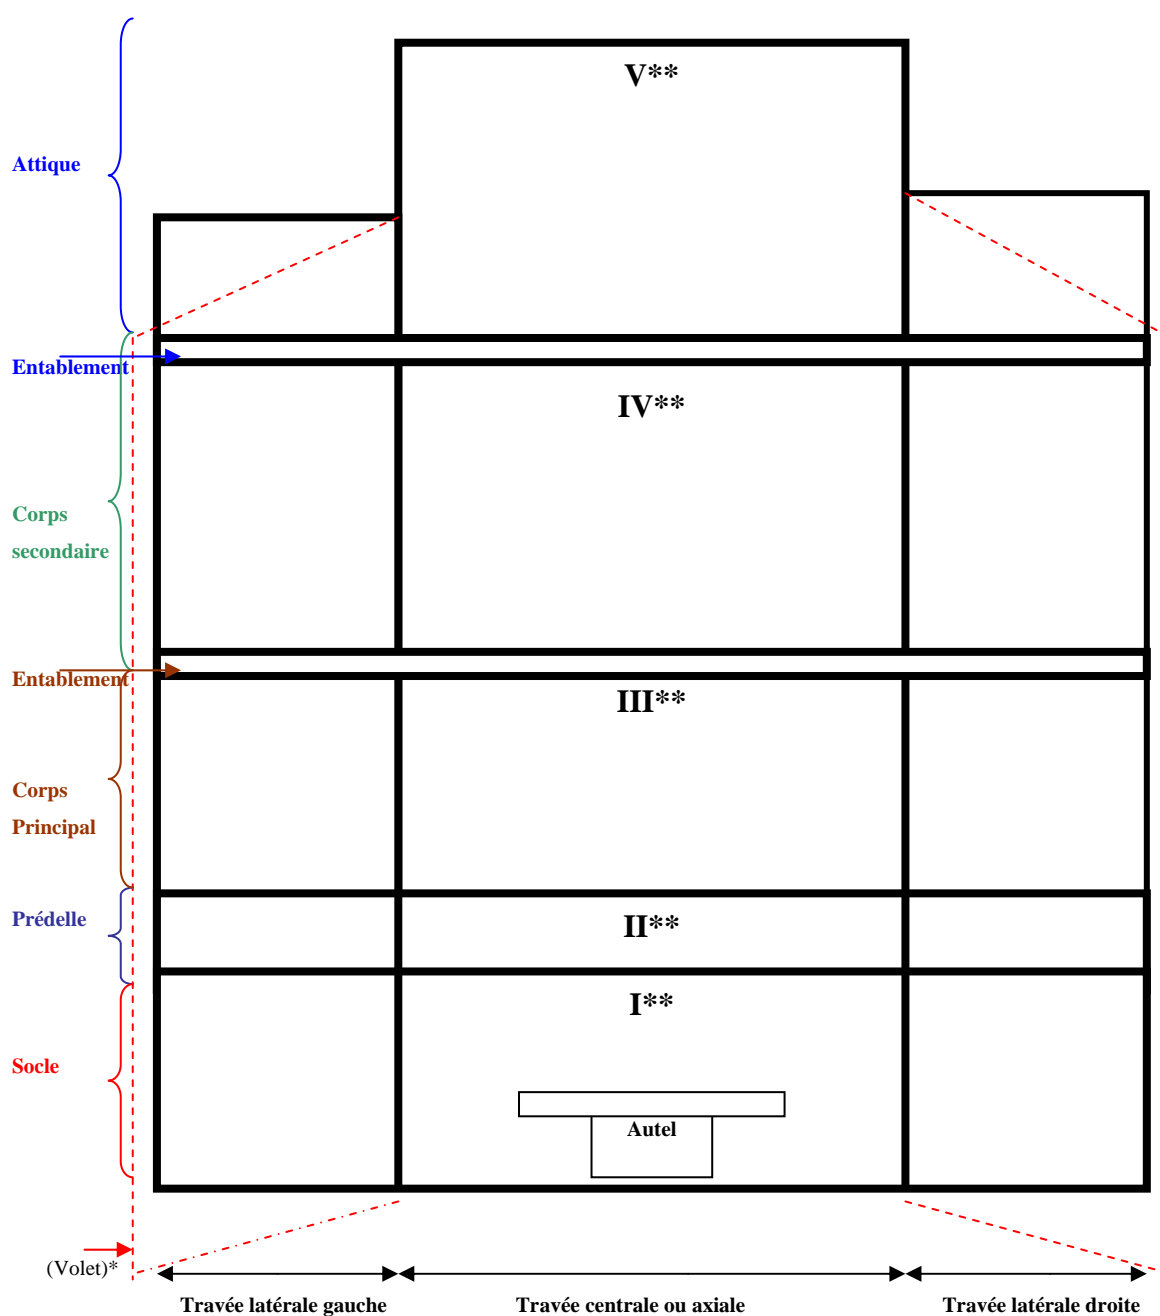 V**
Attique
Entablement
IV**
Corps
secondaire
Entablement
III**
Corps
Principal
Prédelle
II**
I**
Socle
Autel
(Volet)*
Travée latérale gauche
Travée centrale ou axiale
Travée latérale droite